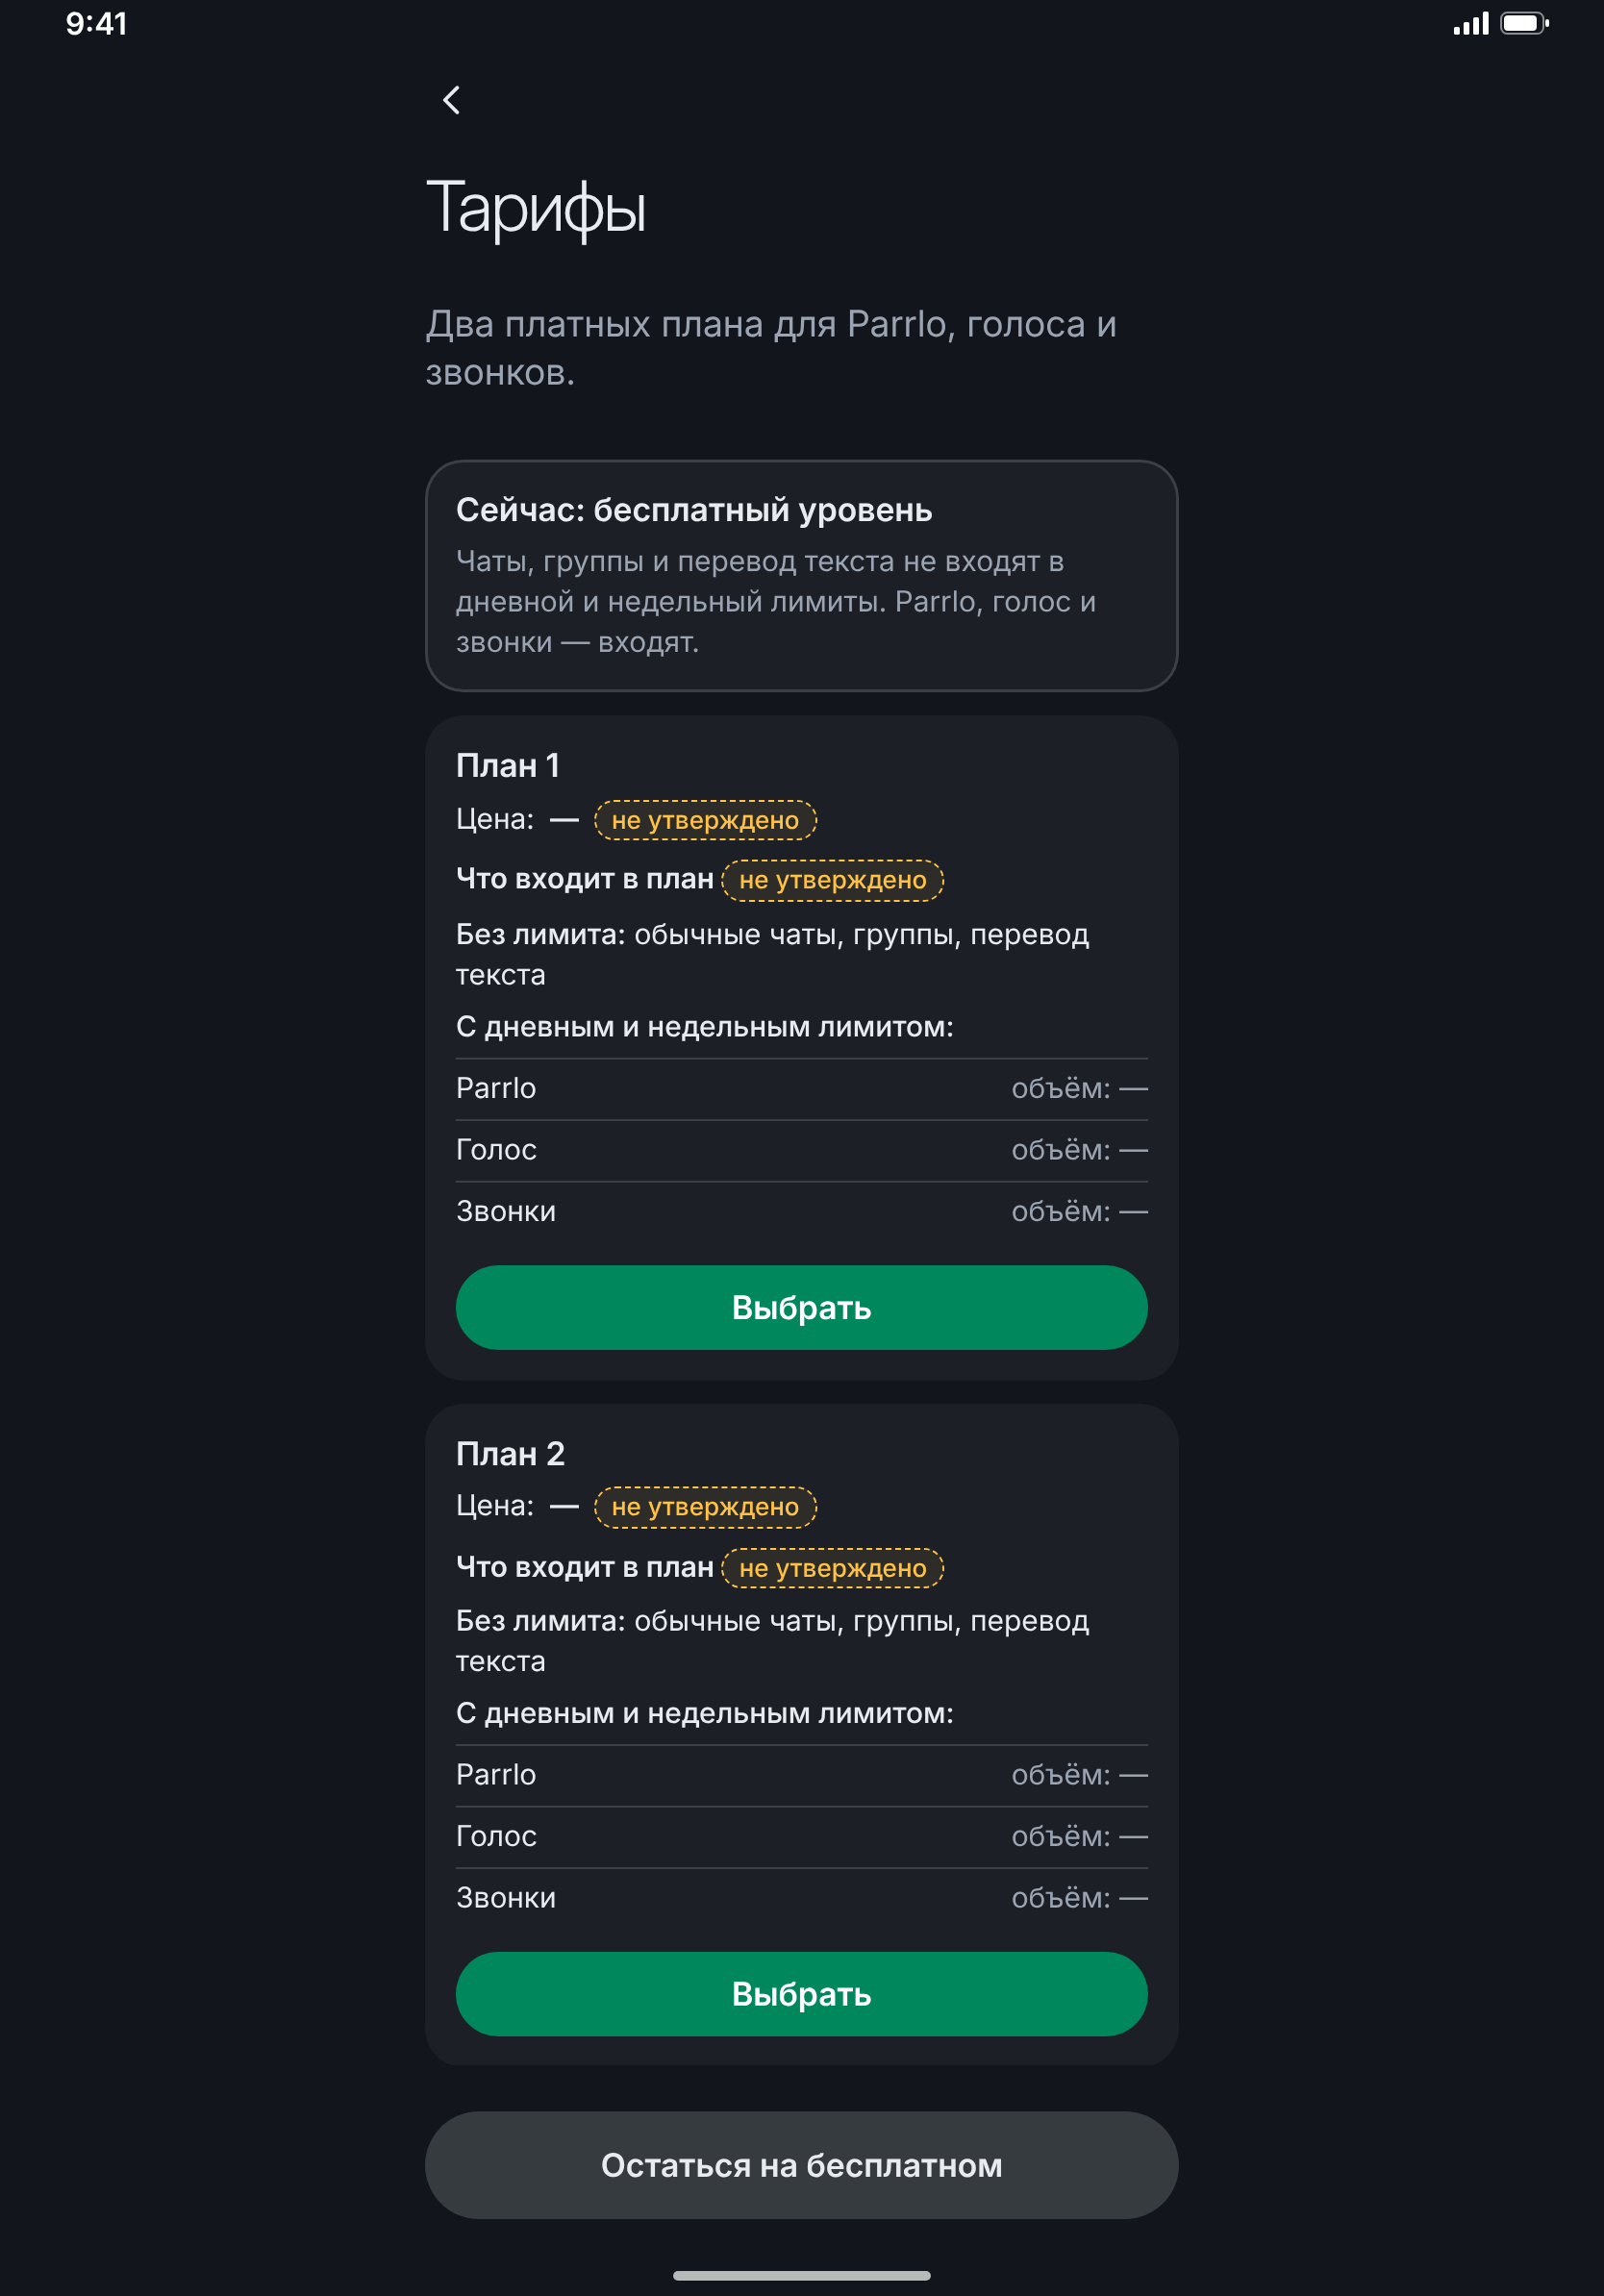 9:41
Тарифы
Два платных плана для Parrlo, голоса и
звонков.
Сейчас: бесплатный уровень
Чаты, группы и перевод текста не входят в
дневной и недельный лимиты. Parrlo, голос и
звонки — входят.
План 1
Цена: — не утверждено
Что входит в план не утверждено
Без лимита: обычные чаты, группы, перевод
текста
С дневным и недельным лимитом:
Parrlo объём: —
Голос объём: —
Звонки объём: —
Выбрать
План 2
Цена: — не утверждено
Что входит в план не утверждено
Без лимита: обычные чаты, группы, перевод
текста
С дневным и недельным лимитом:
Parrlo объём: —
Голос объём: —
Звонки объём: —
Выбрать
Остаться на бесплатном